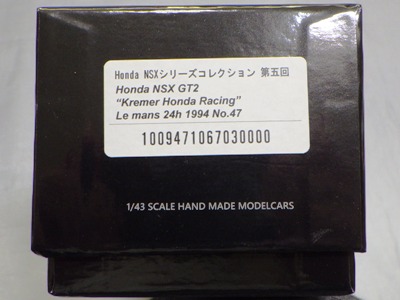 Honda NSXシリーズコレクション 第五回
Honda NSX GT2
“Kremer Honda Racing”
Le mans 24h 1994 No.47
1009471067030000
1/43 SCALE HAND MADE MODELCARS